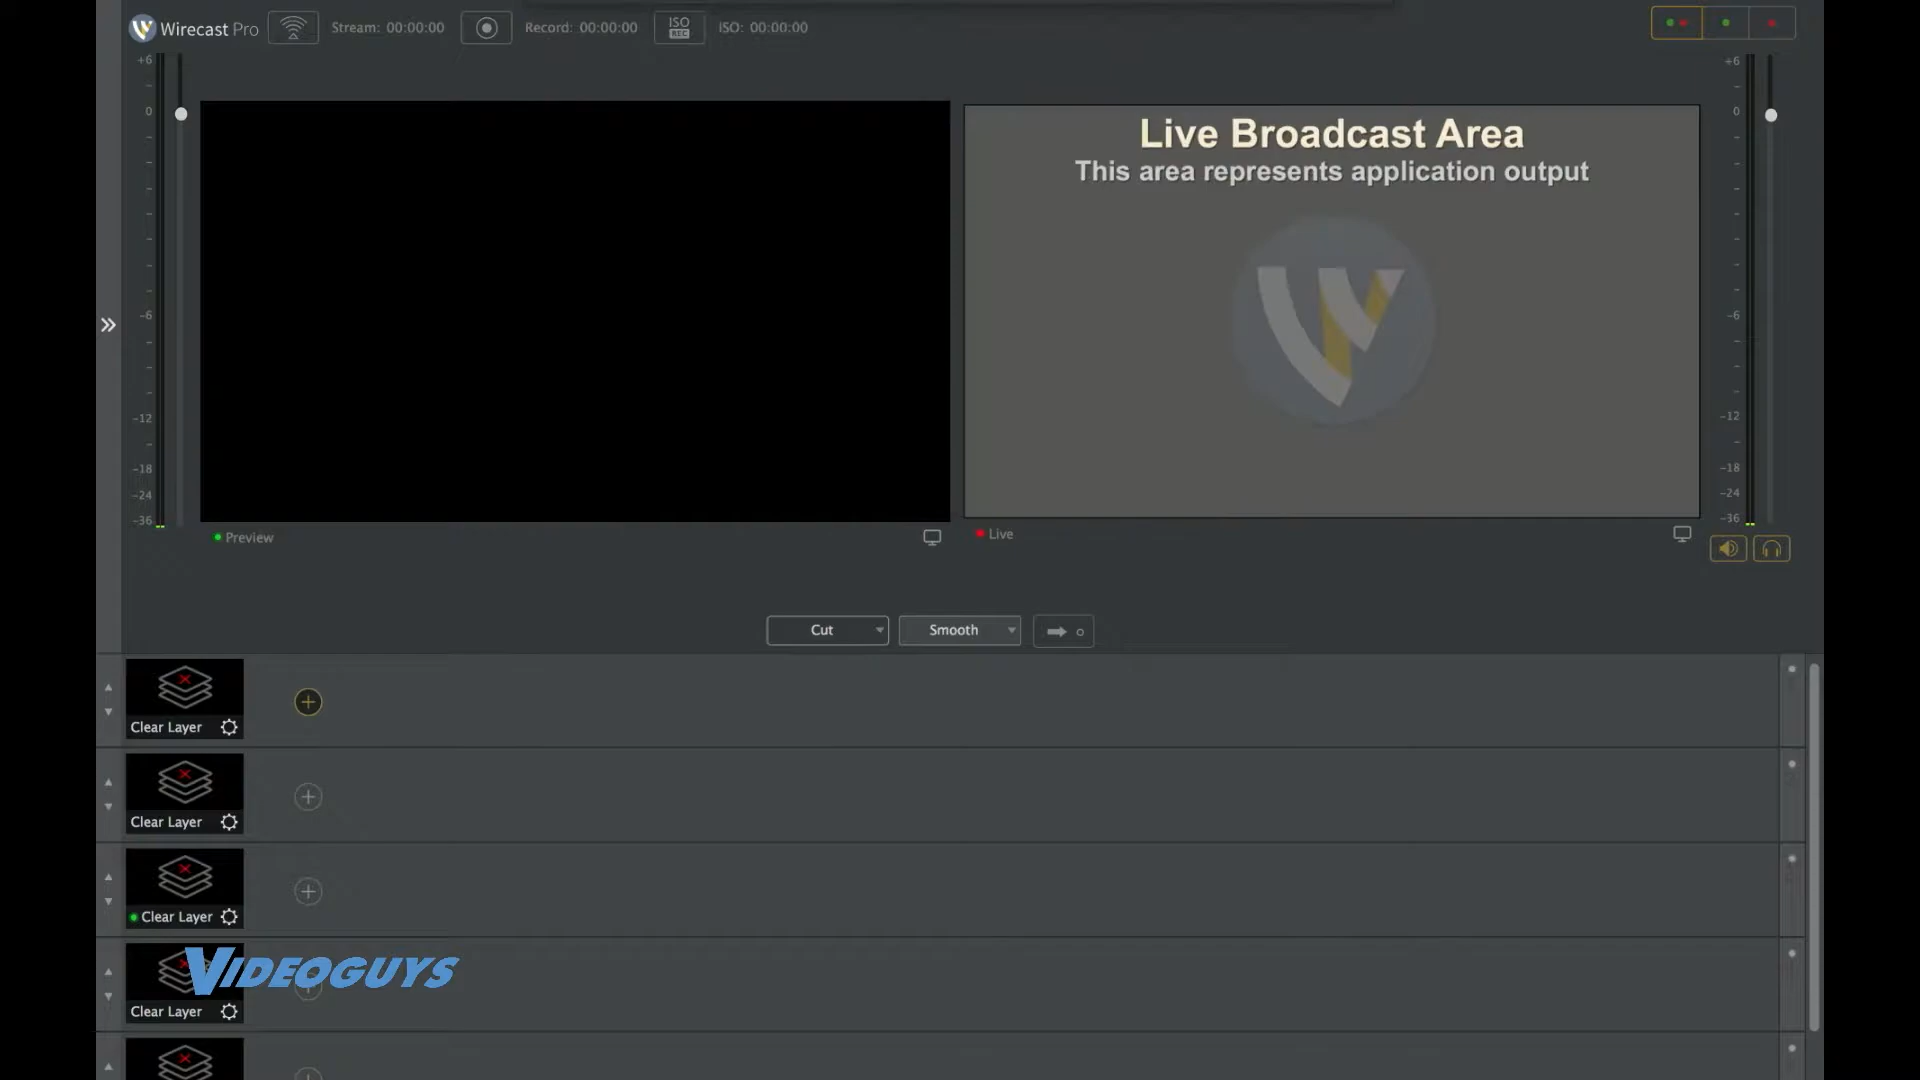 Wirecast Pro
Stream: 00:00:00
Record: 00:00:00
ISO
REC
ISO: 00:00:00
+6
0
-6
-12
-18
-24
-36
Live Broadcast Area
This area represents application output
+6
0
-6
-12
-18
-24
-36
Preview
Live
Cut
Smooth
Clear Layer
Clear Layer
Clear Layer
VIDEOGUYS
Clear Layer